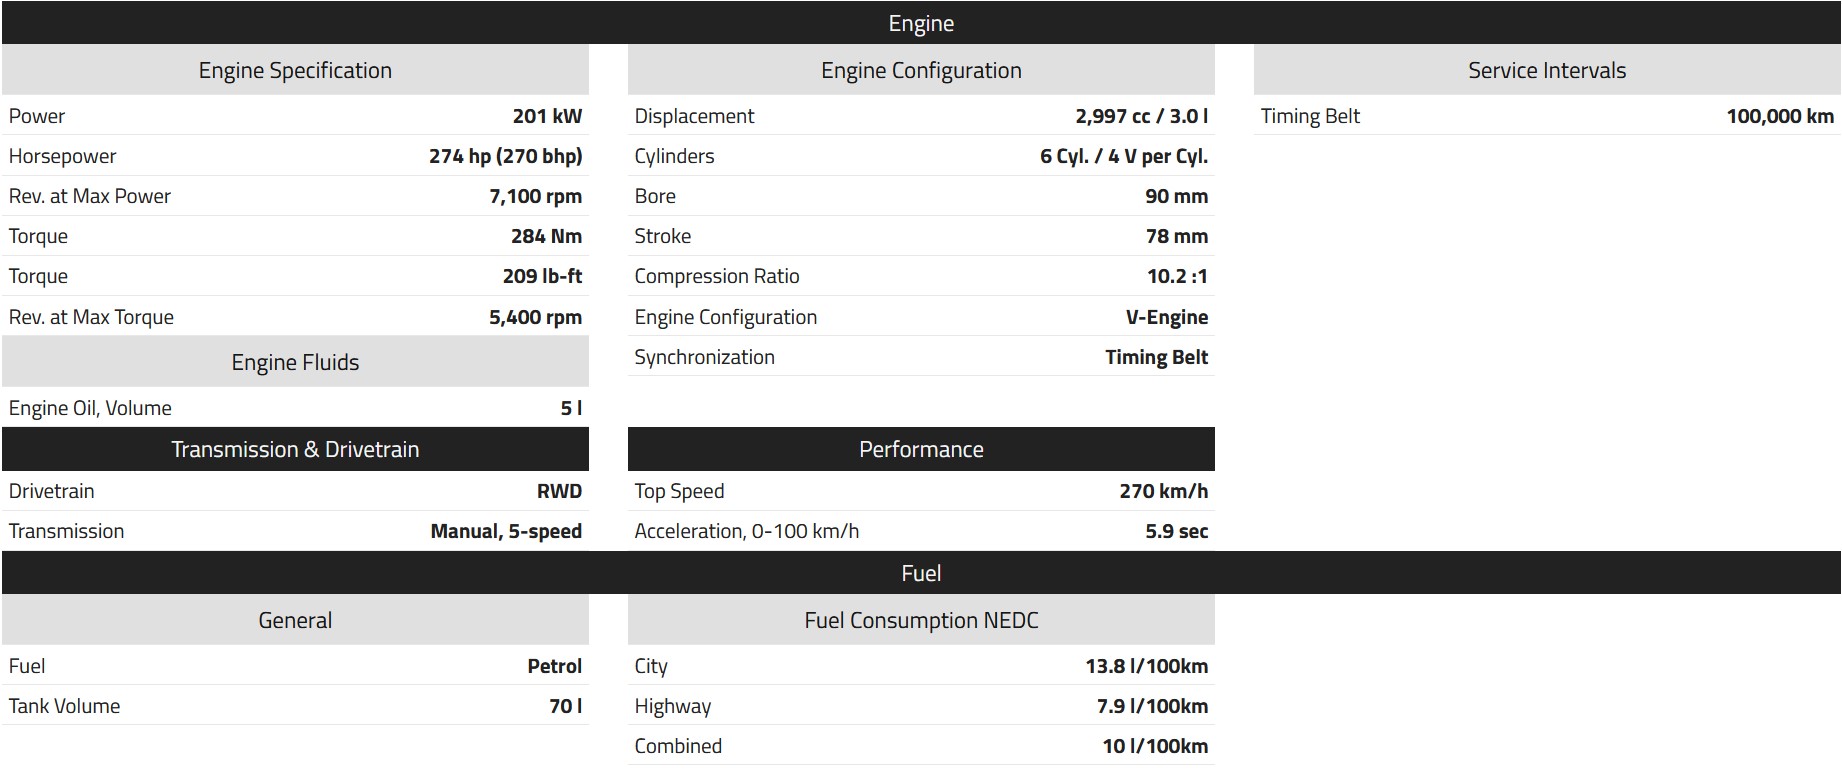 Engine
Engine Specification
Power 201 kW
Horsepower 274 hp (270 bhp)
Rev. at Max Power 7,100 rpm
Torque 284 Nm
Torque 209 lb-ft
Rev. at Max Torque 5,400 rpm
Engine Fluids
Engine Oil, Volume 5 l
Engine Configuration
Displacement 2,997 cc / 3.0 l
Cylinders 6 Cyl. / 4 V per Cyl.
Bore 90 mm
Stroke 78 mm
Compression Ratio 10.2 :1
Engine Configuration V-Engine
Synchronization Timing Belt
Service Intervals
Timing Belt 100,000 km
Transmission & Drivetrain
Drivetrain RWD
Transmission Manual, 5-speed
Performance
Top Speed 270 km/h
Acceleration, 0-100 km/h 5.9 sec
Fuel
General
Fuel Petrol
Tank Volume 70 l
Fuel Consumption NEDC
City 13.8 l/100km
Highway 7.9 l/100km
Combined 10 l/100km